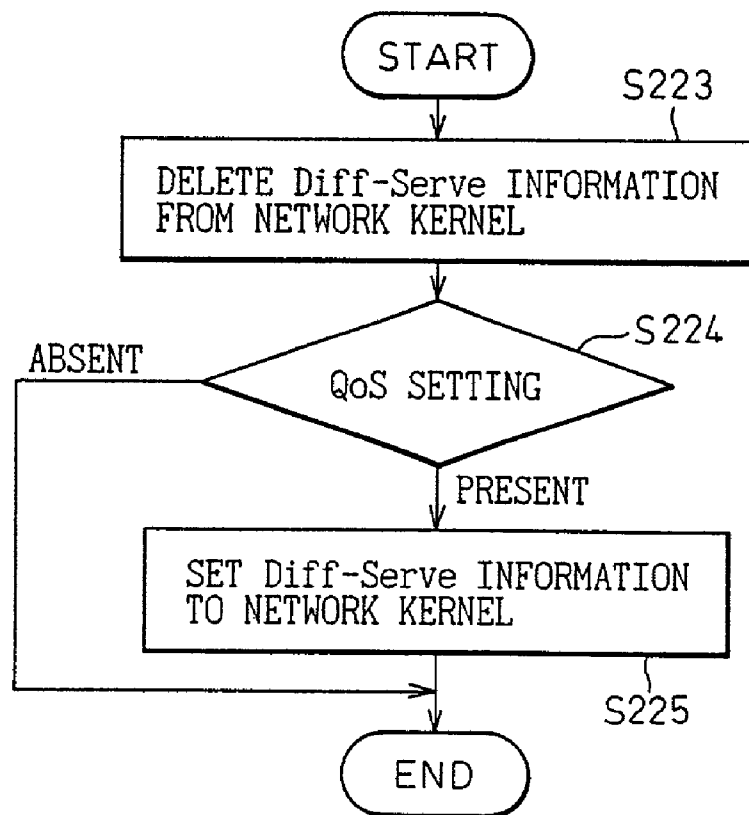 START
S223
DELETE Diff-Serve INFORMATION
FROM NETWORK KERNEL
S224
ABSENT
QoS SETTING
PRESENT
SET Diff-Serve INFORMATION
TO NETWORK KERNEL
S225
END